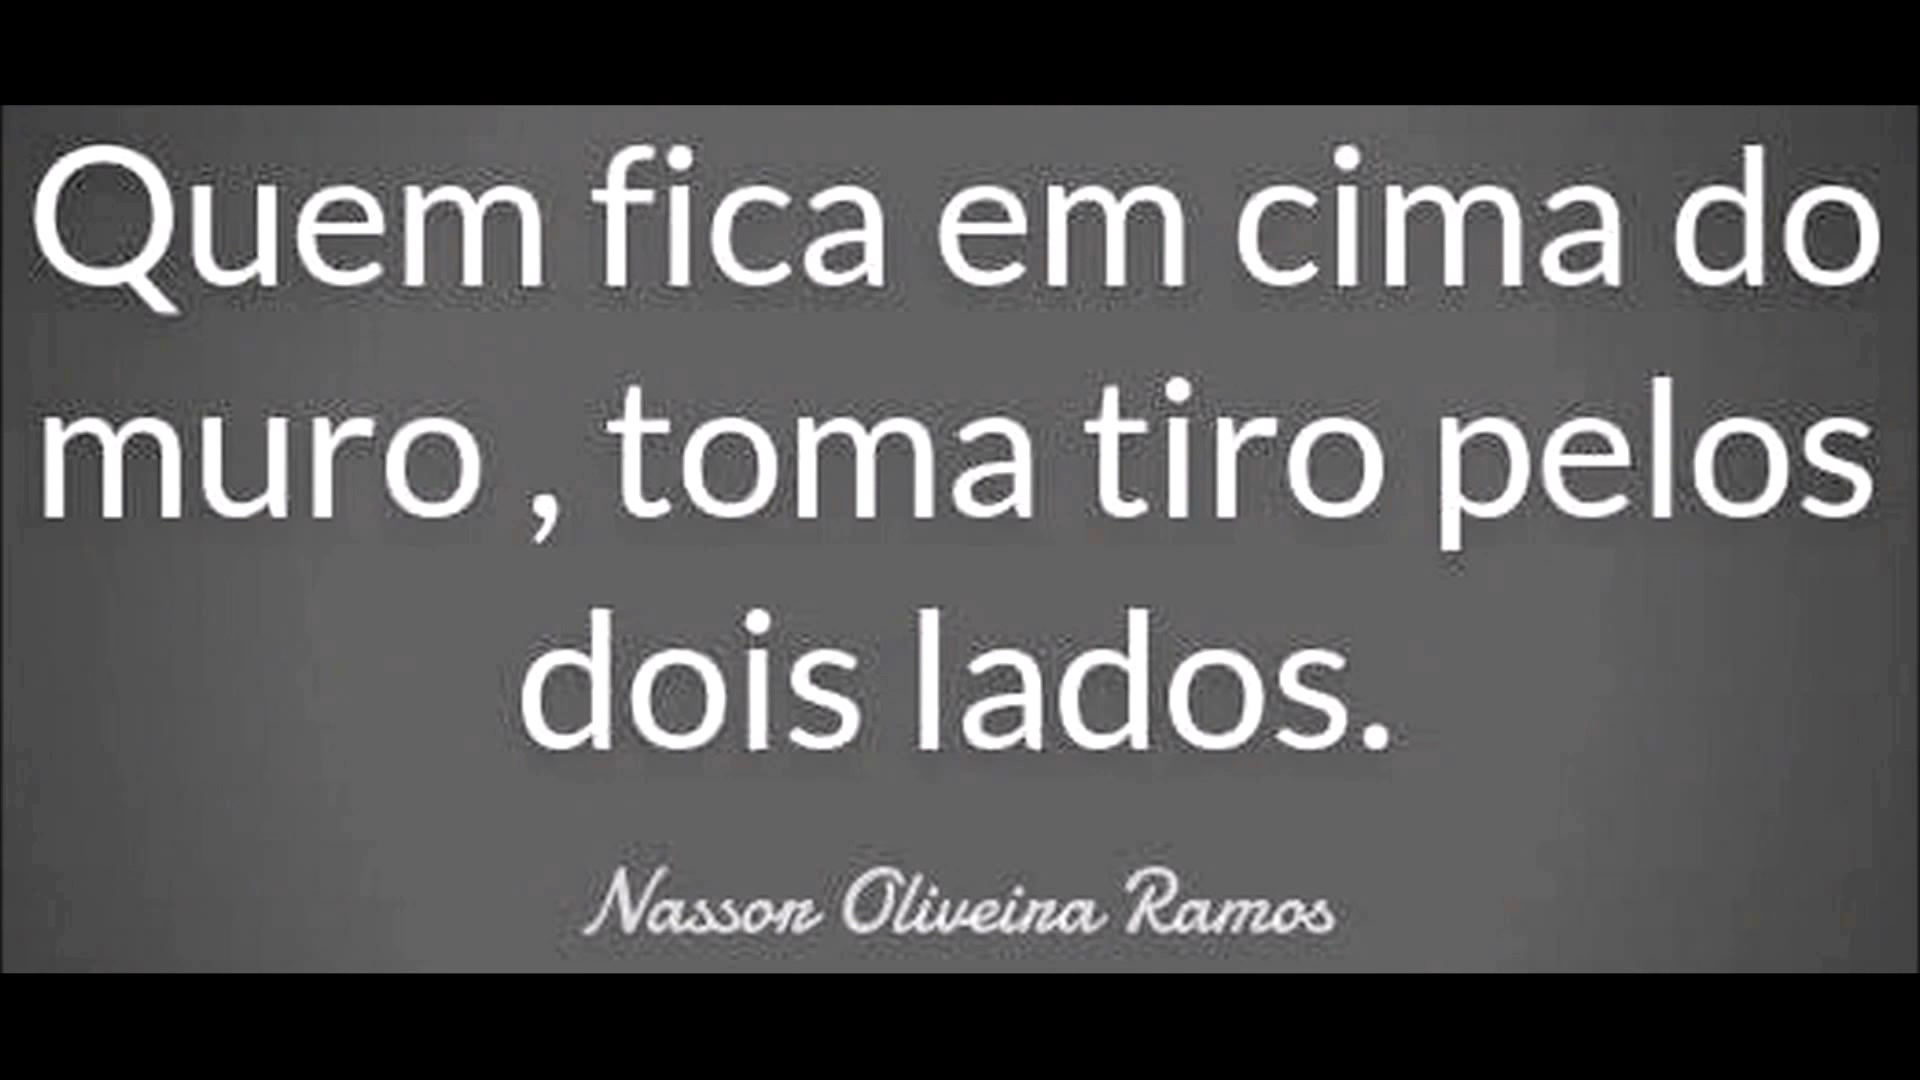 Quem fica em cima do
muro , toma tiro pelos
dois lados.
Nasson Oliveira Ramos